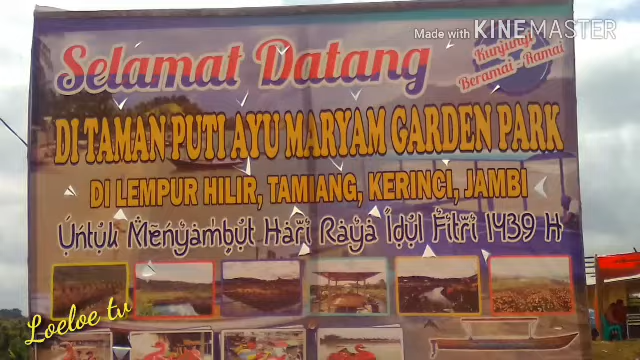 Made with KINEMASTER
Selamat Datang
Kunjungi
Beramai - Ramai
DI TAMAN PUTI AYU MARYAM GARDEN PARK
DI LEMPUR HILIR, TAMIANG, KERINCI, JAMBI
Untuk Menyambut Hari Raya Idul Fitri 1439 H
Loeloe tv